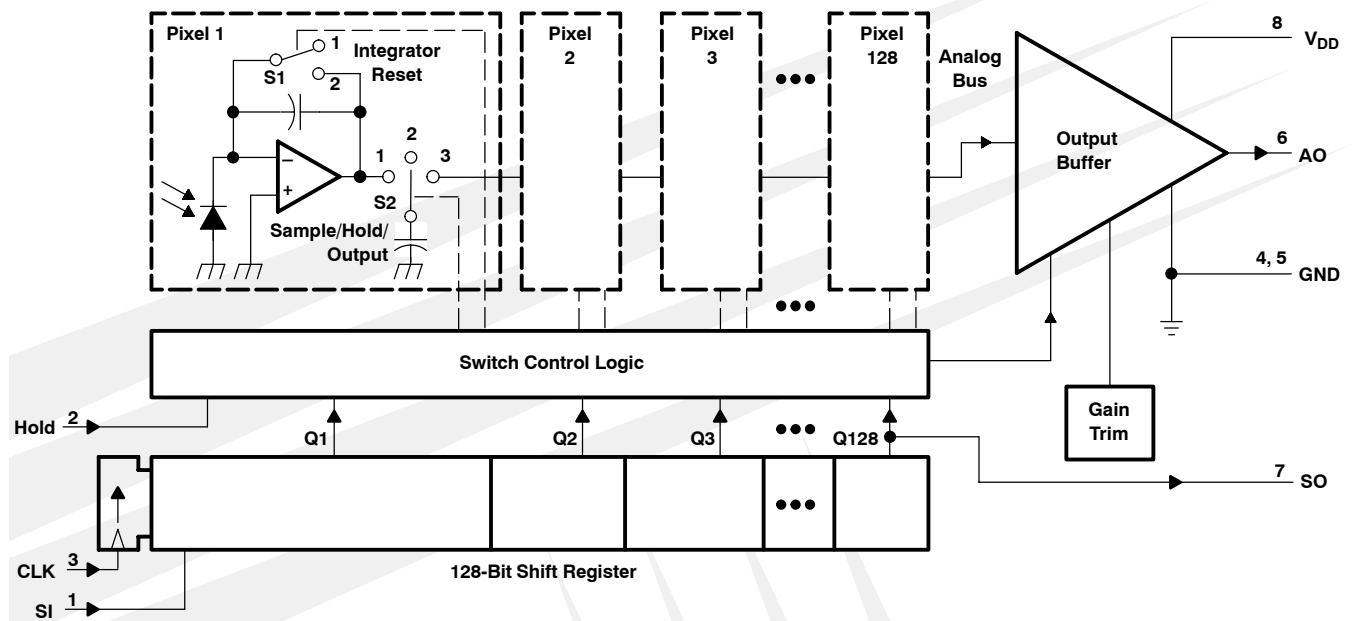 Pixel 1
1
Integrator
Reset
S1
2
−
+
1
2
3
S2
Sample/Hold/
Output
Pixel
2
Pixel
3
Pixel
128
Analog
Bus
Output
Buffer
8
VDD
6
AO
4, 5
GND
Switch Control Logic
Gain
Trim
Hold
2
Q1
Q2
Q3
Q128
7
SO
CLK
3
128-Bit Shift Register
SI
1